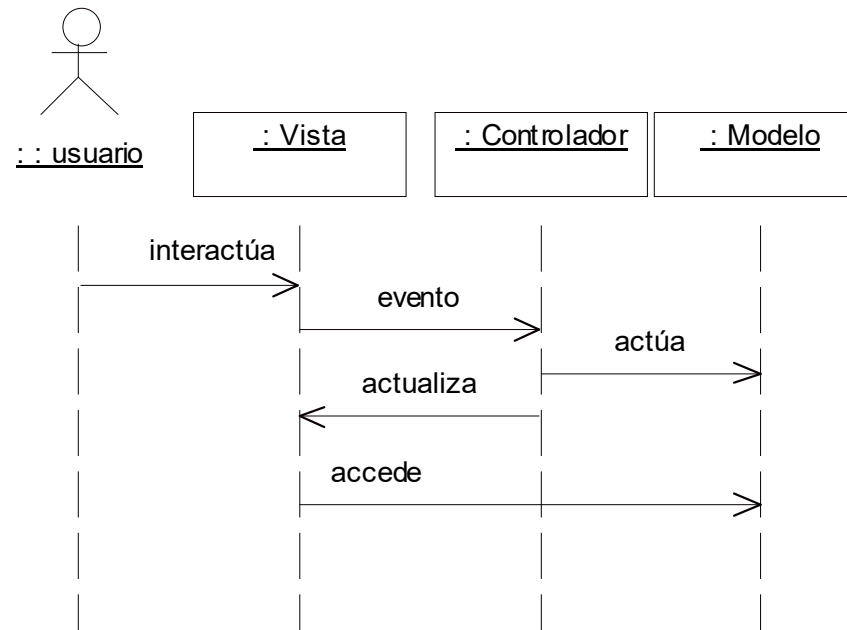 : : usuario
: Vista
: Controlador
: Modelo
interactúa
evento
actúa
actualiza
accede